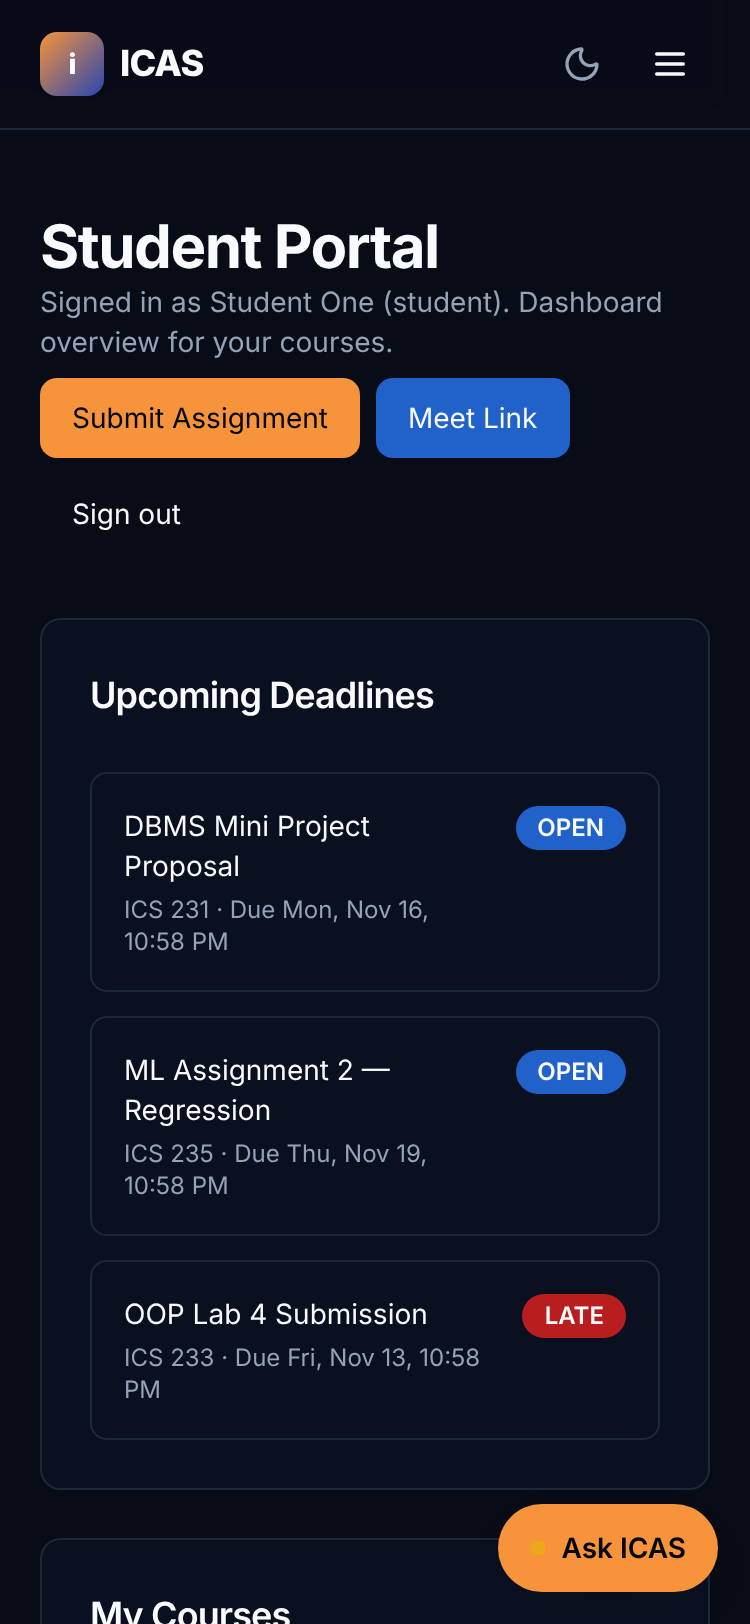 i ICAS
Student Portal
Signed in as Student One (student). Dashboard
overview for your courses.
Submit Assignment Meet Link
Sign out
Upcoming Deadlines
DBMS Mini Project
Proposal
OPEN
ICS 231 · Due Mon, Nov 16,
10:58 PM
ML Assignment 2 —
Regression
OPEN
ICS 235 · Due Thu, Nov 19,
10:58 PM
OOP Lab 4 Submission
LATE
ICS 233 · Due Fri, Nov 13, 10:58
PM
Ask ICAS
My Courses